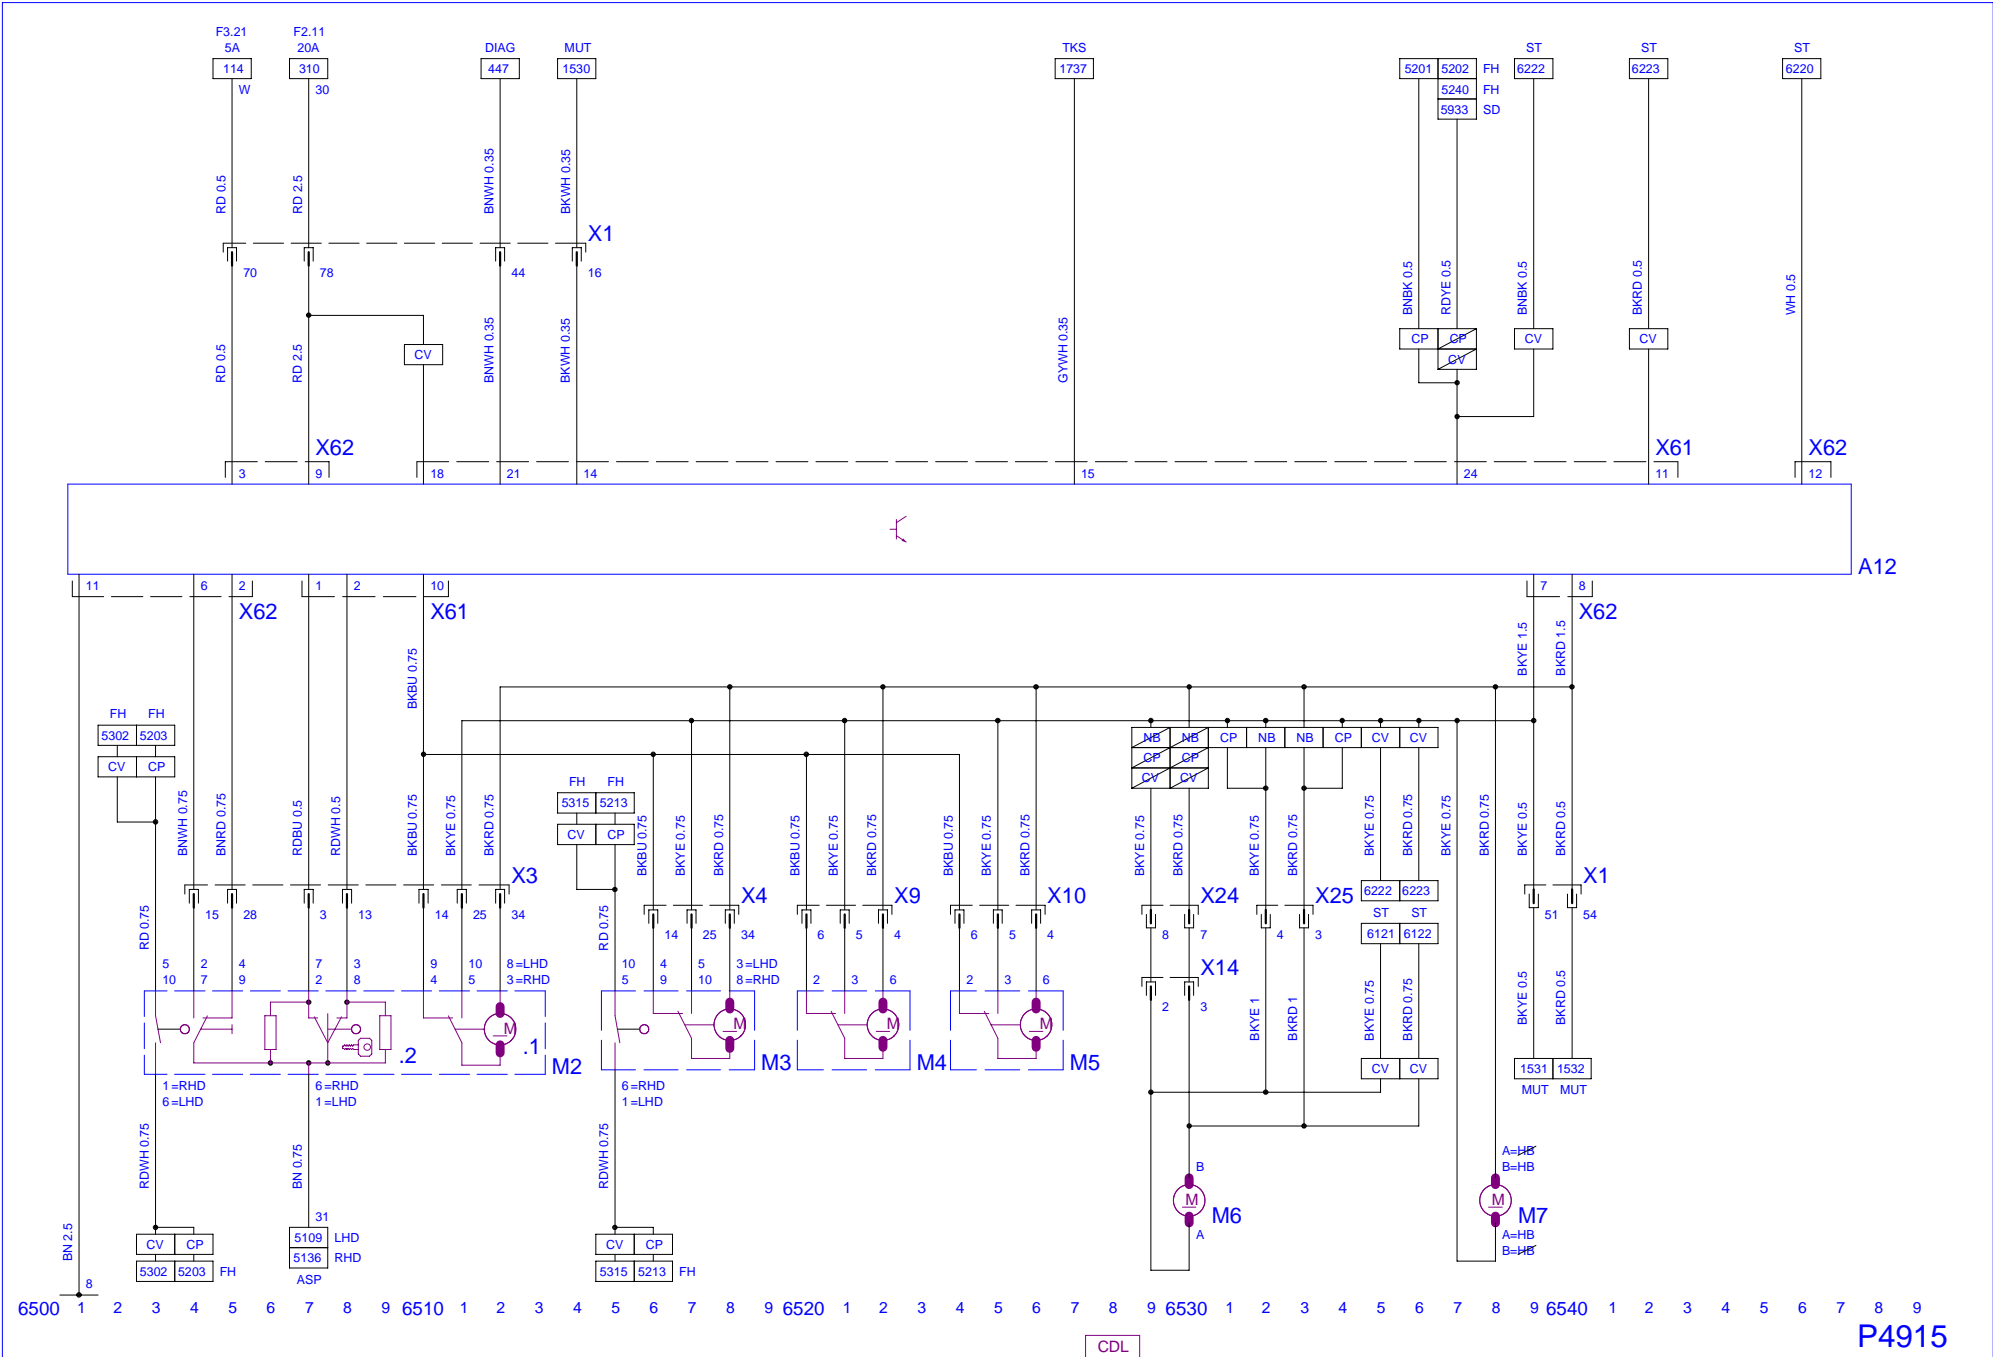 F3.21 F2.11
5A 20A DIAG MUT TKS ST ST ST
114 310 447 1530 1737 5201 5202 FH 6222 6223 6220
W 30 5240 FH
5933 SD
RD 0.5 RD 2.5 BNWH 0.35 BKWH 0.35
X1
70 78 44 16
BNBK 0.5 RDYE 0.5 BNBK 0.5 BKRD 0.5 WH 0.5
RD 0.5 RD 2.5 CV BNWH 0.35 BKWH 0.35 GYWH 0.35
CP CP CV CV
CV
X62 X61 X62
3 9 18 21 14 15 24 11 12
A12
11 6 2 1 2 10 7 8
X62 X61 X62
BKBU 0.75 BKYE 1.5 BKRD 1.5
FH FH
5302 5203
CV CP
NB NB CP NB NB CP CV CV
CP CP
CV CV
FH FH
5315 5213
CV CP
BNWH 0.75 BNRD 0.75 RDBU 0.5 RDWH 0.5 BKBU 0.75 BKYE 0.75 BKRD 0.75 BKBU 0.75 BKYE 0.75 BKRD 0.75 BKBU 0.75 BKYE 0.75 BKRD 0.75 BKBU 0.75 BKYE 0.75 BKRD 0.75 BKYE 0.75 BKRD 0.75 BKYE 0.75 BKRD 0.75 BKYE 0.75 BKRD 0.75 BKYE 0.75 BKRD 0.75 BKYE 0.5 BKRD 0.5
X3 X4 X9 X10 X24 X25 6222 6223 X1
ST ST
6121 6122
15 28 3 13 14 25 34 14 25 34 6 5 4 6 5 4 8 7 4 3 51 54
RD 0.75 RD 0.75
5 2 4 7 3 9 10 8=LHD 10 4 5 3=LHD
10 7 9 2 8 4 5 3=RHD 5 9 10 8=RHD 2 3 6 2 3 6
X14
2 3
BKYE 1 BKRD 1 BKYE 0.75 BKRD 0.75 BKYE 0.5 BKRD 0.5
M M M M
.2 .1 M2 M3 M4 M5
CV CV 1531 1532
MUT MUT
1=RHD 6=RHD 6=RHD
6=LHD 1=LHD 1=LHD
RDWH 0.75 BN 0.75 RDWH 0.75
B A=HB
B=HB
M M6 M M7
A A=HB
B=HB
BN 2.5
31
CV CP 5109 LHD CV CP
5302 5203 FH 5136 RHD 5315 5213 FH
ASP
8
6500 1 2 3 4 5 6 7 8 9 6510 1 2 3 4 5 6 7 8 9 6520 1 2 3 4 5 6 7 8 9 6530 1 2 3 4 5 6 7 8 9 6540 1 2 3 4 5 6 7 8 9
CDL
P4915